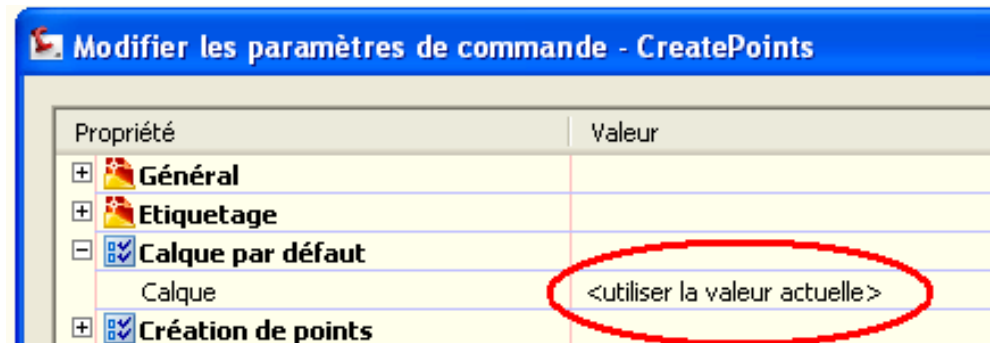 Modifier les paramètres de commande - CreatePoints
Propriété Valeur
Général
Etiquetage
Calque par défaut
Calque <utiliser la valeur actuelle>
Création de points